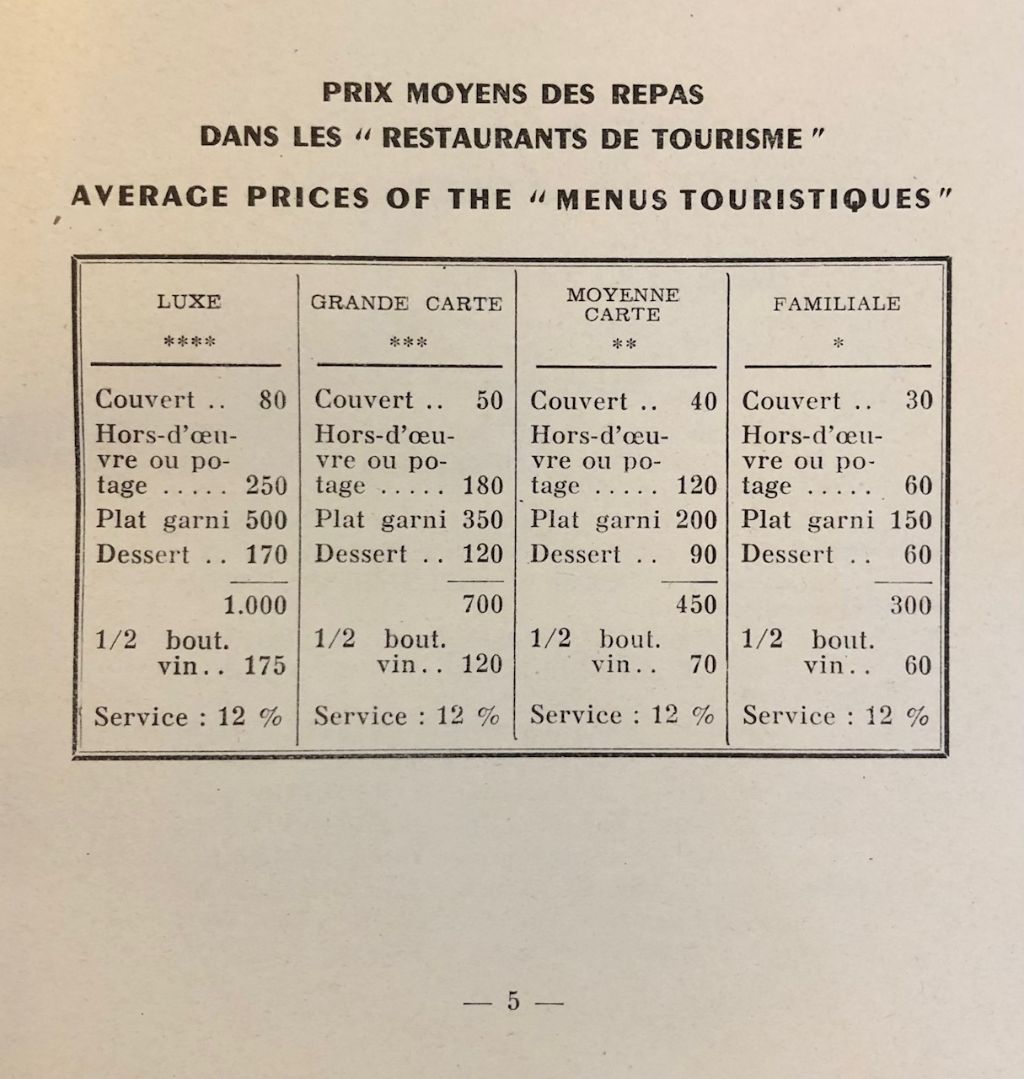 PRIX MOYENS DES REPAS
DANS LES " RESTAURANTS DE TOURISME "
AVERAGE PRICES OF THE " MENUS TOURISTIQUES "
LUXE
****
Couvert .. 80
Hors-d'œu-
vre ou po-
tage ..... 250
Plat garni 500
Dessert .. 170
1.000
1/2 bout.
vin.. 175
Service : 12 %
GRANDE CARTE
***
Couvert .. 50
Hors-d'œu-
vre ou po-
tage ..... 180
Plat garni 350
Dessert .. 120
700
1/2 bout.
vin.. 120
Service : 12 %
MOYENNE
CARTE
**
Couvert .. 40
Hors-d'œu-
vre ou po-
tage ..... 120
Plat garni 200
Dessert .. 90
450
1/2 bout.
vin.. 70
Service : 12 %
FAMILIALE
*
Couvert .. 30
Hors-d'œu-
vre ou po-
tage ..... 60
Plat garni 150
Dessert .. 60
300
1/2 bout.
vin.. 60
Service : 12 %
— 5 —